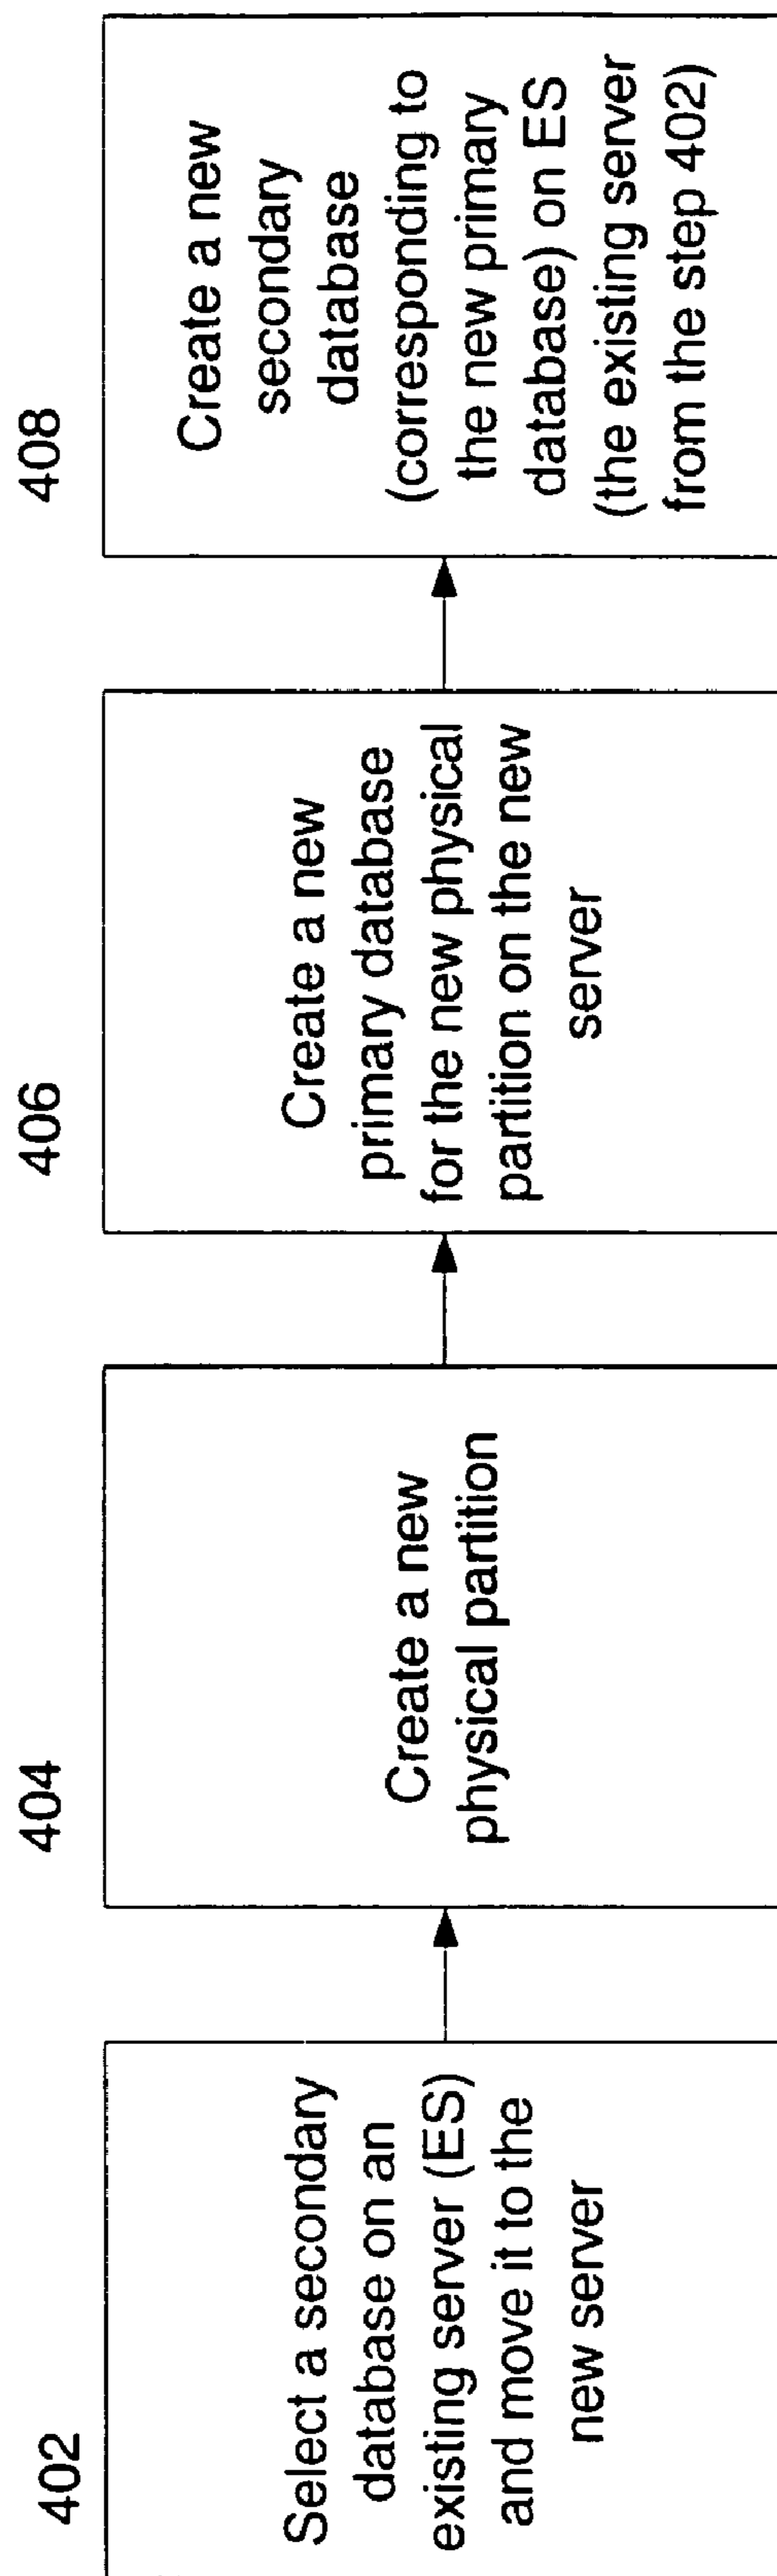 402
Select a secondary
database on an
existing server (ES)
and move it to the
new server
404
Create a new
physical partition
406
Create a new
primary database
for the new physical
partition on the new
server
408
Create a new
secondary
database
(corresponding to
the new primary
database) on ES
(the existing server
from the step 402)